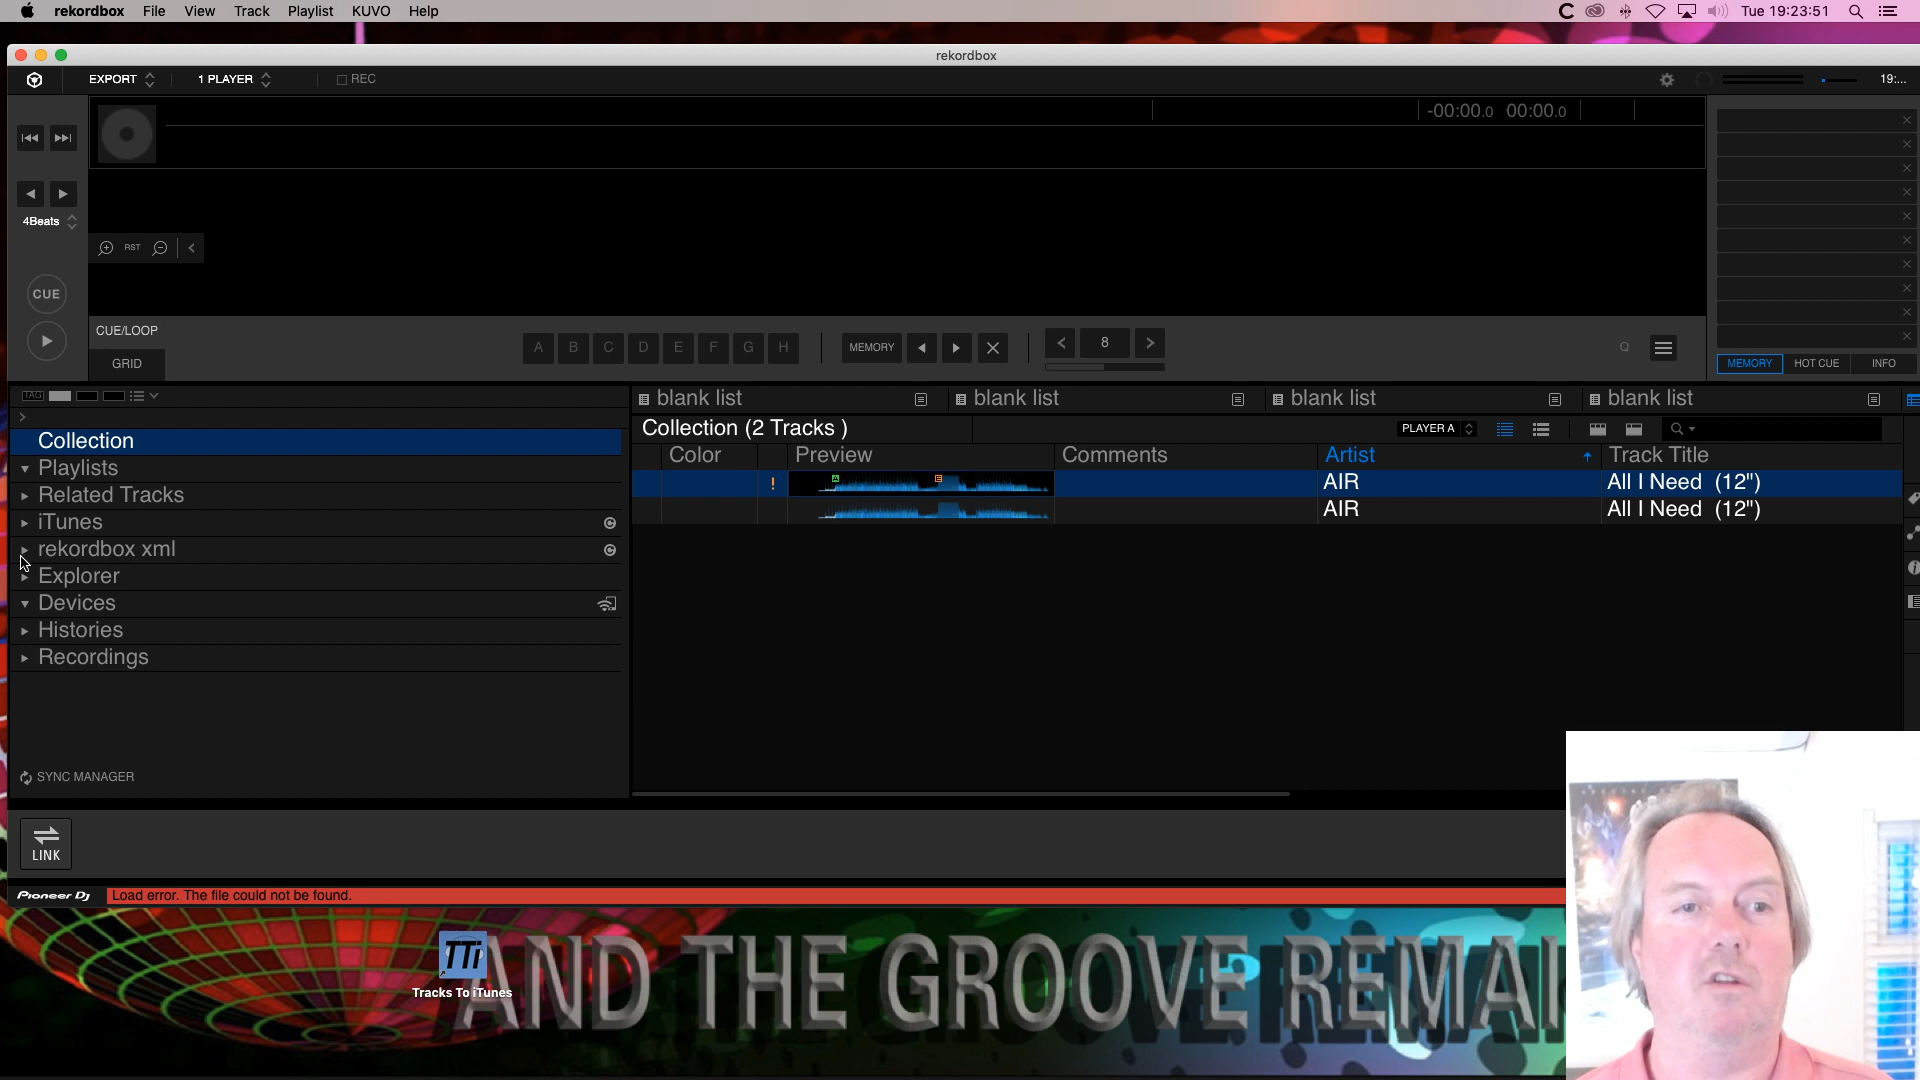 rekordbox File View Track Playlist KUVO Help Tue 19:23:51
rekordbox
EXPORT 1 PLAYER REC 19:...
-00:00.0 00:00.0
4Beats
RST
CUE
CUE/LOOP
GRID
A B C D E F G H MEMORY 8 Q
MEMORY HOT CUE INFO
TAG
blank list blank list blank list blank list
Collection (2 Tracks ) PLAYER A
Color Preview Comments Artist Track Title
AIR All I Need (12")
AIR All I Need (12")
Collection
Playlists
Related Tracks
iTunes
rekordbox xml
Explorer
Devices
Histories
Recordings
SYNC MANAGER
LINK
Pioneer Dj Load error. The file could not be found.
TTi
Tracks To iTunes
AND THE GROOVE REMAI